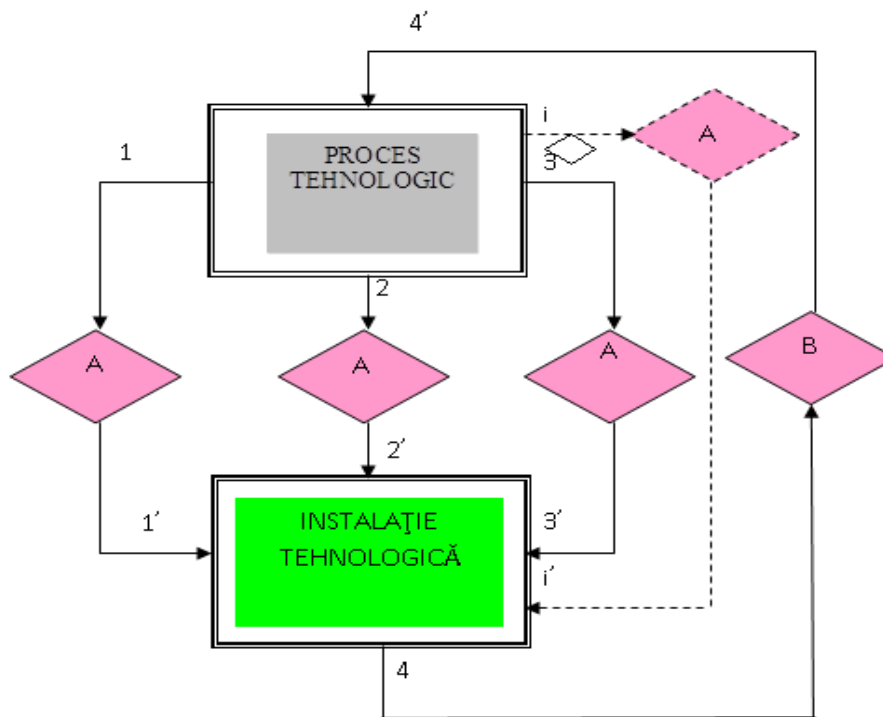 4’
i
A
1
PROCES
TEHNOLOGIC
3
2
A
A
A
B
2’
1’
INSTALAŢIE
TEHNOLOGICĂ
3’
i’
4